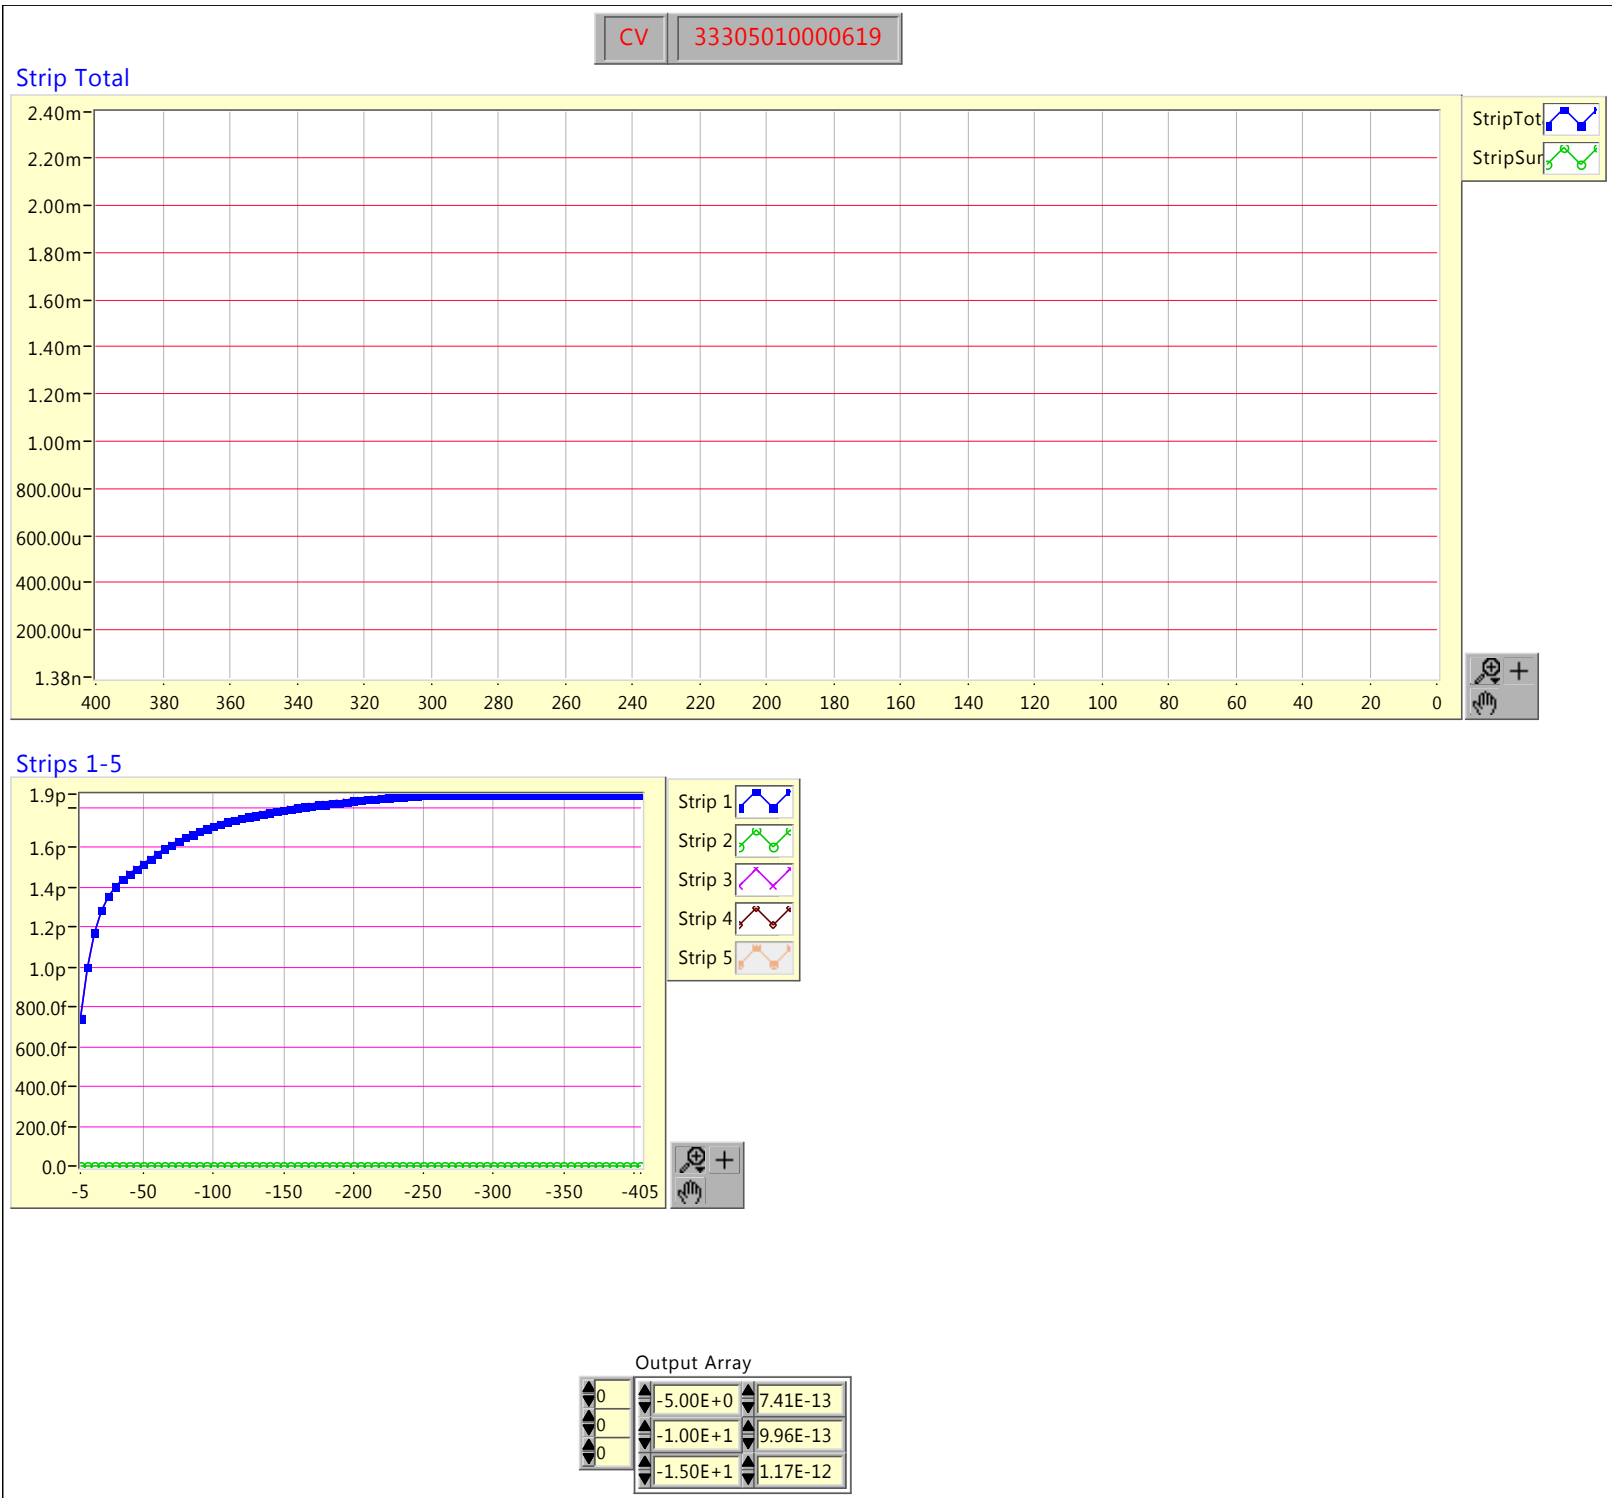 CV 33305010000619
Strip Total
2.40m
2.20m
2.00m
1.80m
1.60m
1.40m
1.20m
1.00m
800.00u
600.00u
400.00u
200.00u
1.38n
400 380 360 340 320 300 280 260 240 220 200 180 160 140 120 100 80 60 40 20 0
StripTot
StripSur
Strips 1-5
1.9p
1.6p
1.4p
1.2p
1.0p
800.0f
600.0f
400.0f
200.0f
0.0
-5 -50 -100 -150 -200 -250 -300 -350 -405
Strip 1
Strip 2
Strip 3
Strip 4
Strip 5
Output Array
0 -5.00E+0 7.41E-13
0 -1.00E+1 9.96E-13
0 -1.50E+1 1.17E-12